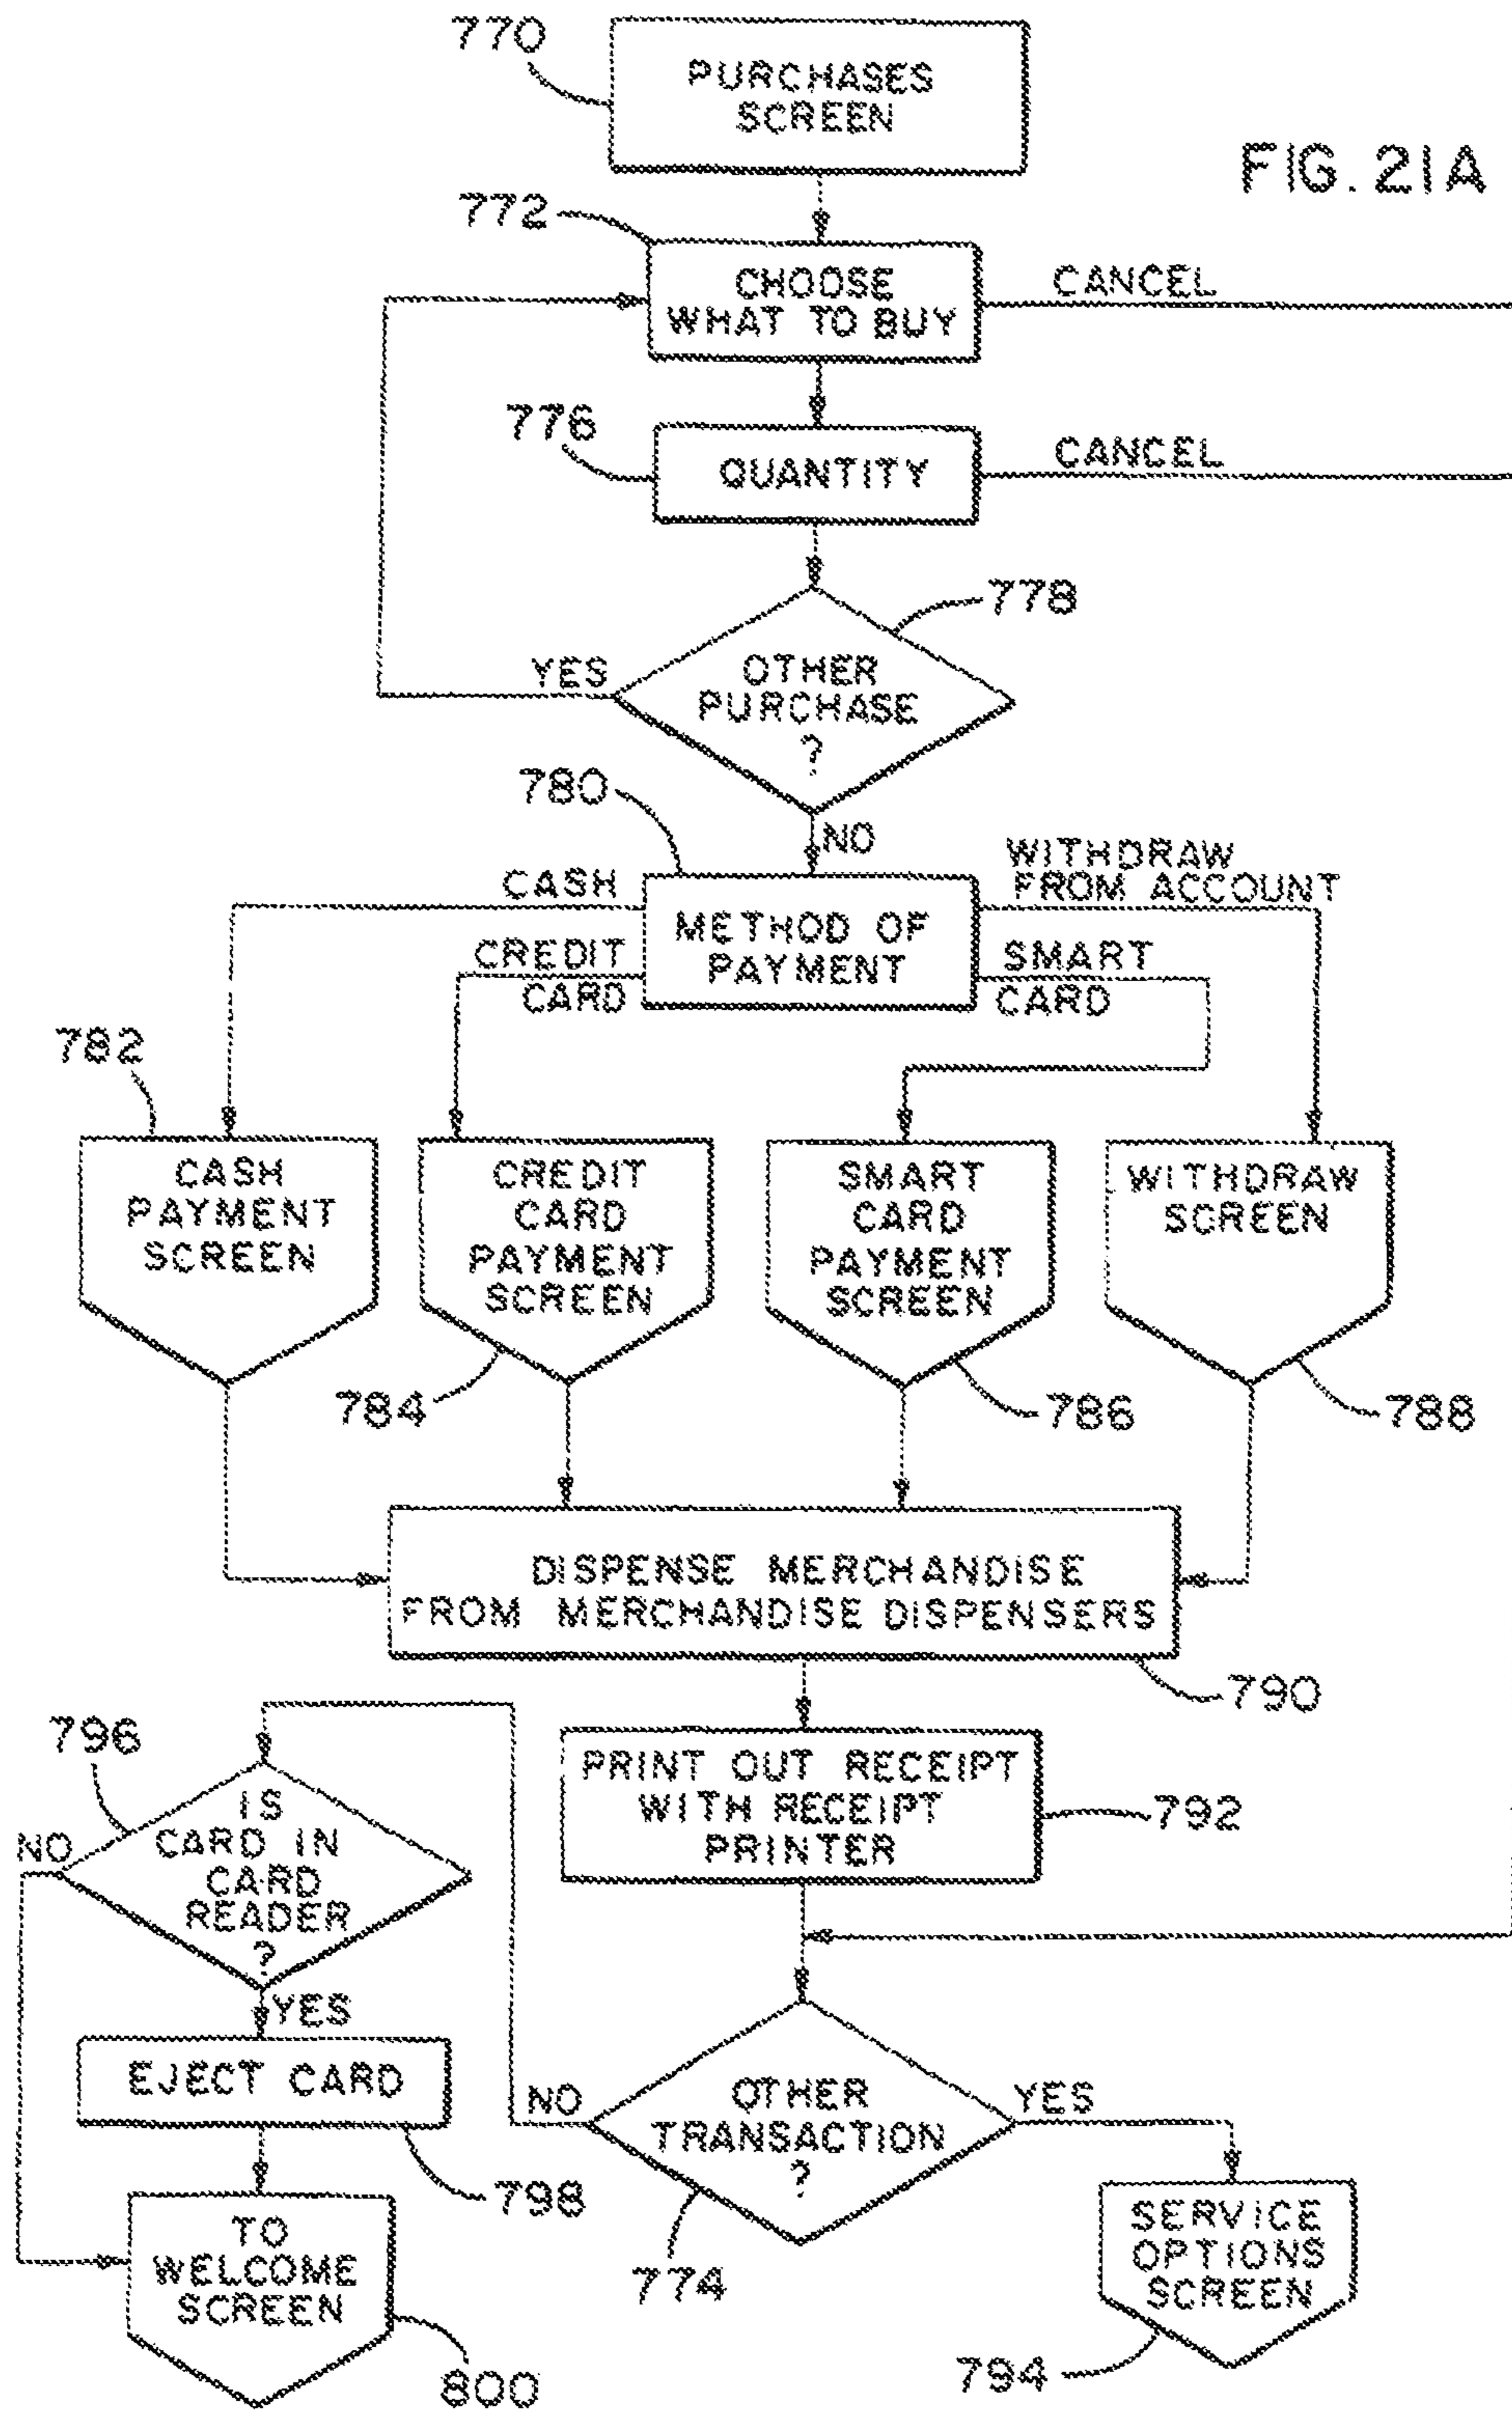 770
PURCHASES
SCREEN
FIG. 21A
772
CHOOSE
WHAT TO BUY
CANCEL
776
QUANTITY
CANCEL
778
YES
OTHER
PURCHASE
?
780
NO
CASH
WITHDRAW
FROM ACCOUNT
METHOD OF
PAYMENT
CREDIT
CARD
SMART
CARD
782
CASH
PAYMENT
SCREEN
CREDIT
CARD
PAYMENT
SCREEN
SMART
CARD
PAYMENT
SCREEN
WITHDRAW
SCREEN
784
786
788
DISPENSE MERCHANDISE
FROM MERCHANDISE DISPENSERS
790
796
PRINT OUT RECEIPT
WITH RECEIPT
PRINTER
792
NO
IS
CARD IN
CARD
READER
?
YES
EJECT CARD
798
NO
OTHER
TRANSACTION
?
YES
774
TO
WELCOME
SCREEN
800
SERVICE
OPTIONS
SCREEN
794